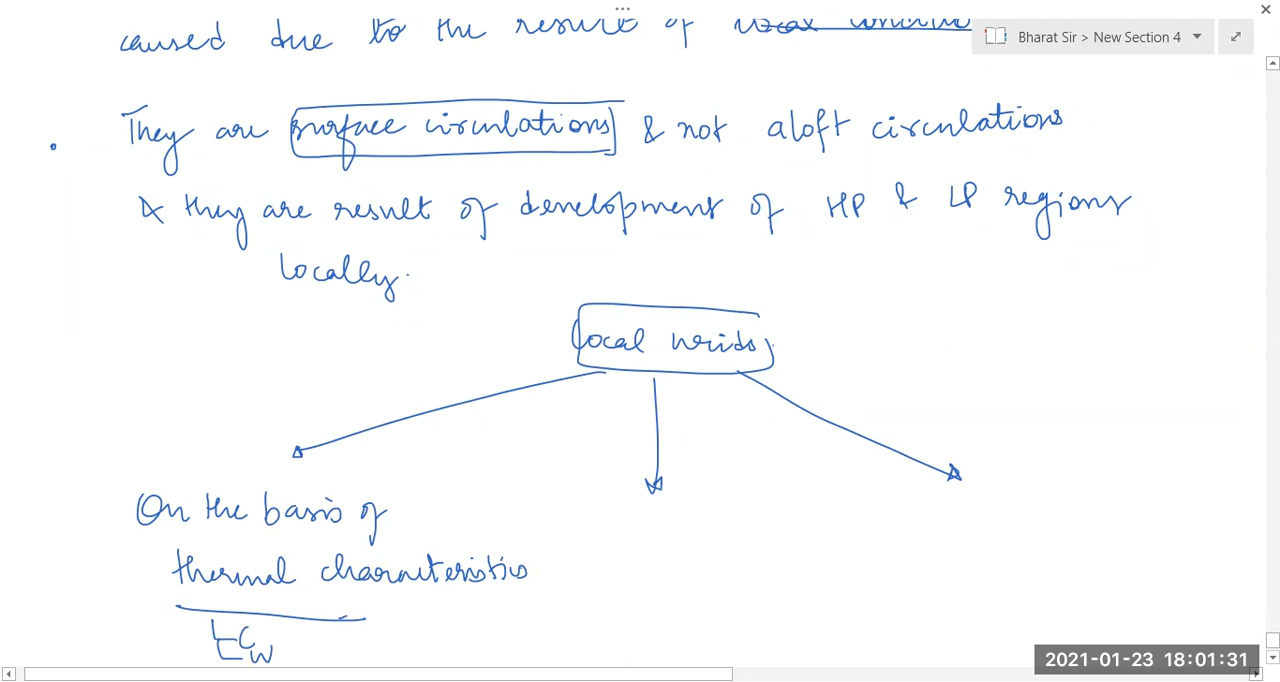 caused due to the result of local
Bharat Sir > New Section 4
They are surface circulations & not aloft circulations
& they are result of development of HP & LP regions
locally.
local winds
On the basis of
thermal characteristics
C
W
2021-01-23 18:01:31